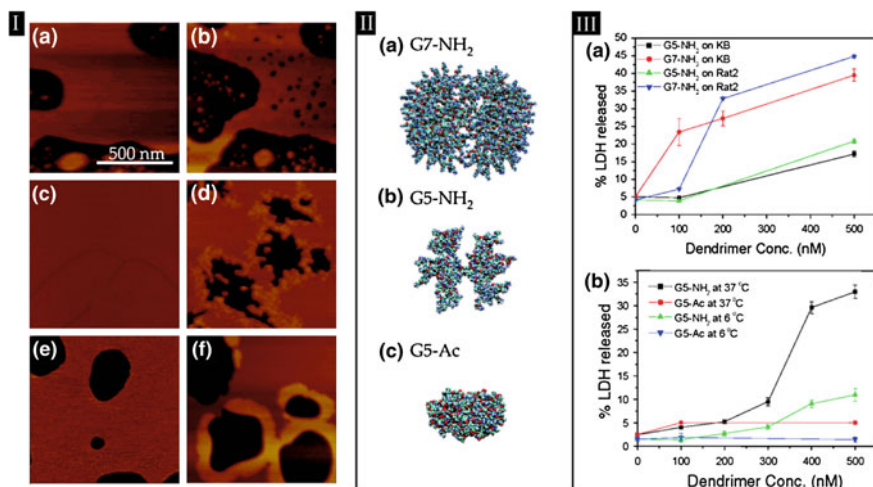 I
(a)
(b)
500 nm
(c)
(d)
(e)
(f)
II
(a) G7-NH2
(b) G5-NH2
(c) G5-Ac
III
(a)
G5-NH2 on KB
G7-NH2 on KB
G5-NH2 on Rat2
G7-NH2 on Rat2
% LDH released
50
45
40
35
30
25
20
15
10
5
0
0 100 200 300 400 500
Dendrimer Conc. (nM)
(b)
G5-NH2 at 37 °C
G5-Ac at 37 °C
G5-NH2 at 6 °C
G5-Ac at 6 °C
% LDH released
35
30
25
20
15
10
5
0
0 100 200 300 400 500
Dendrimer Conc. (nM)